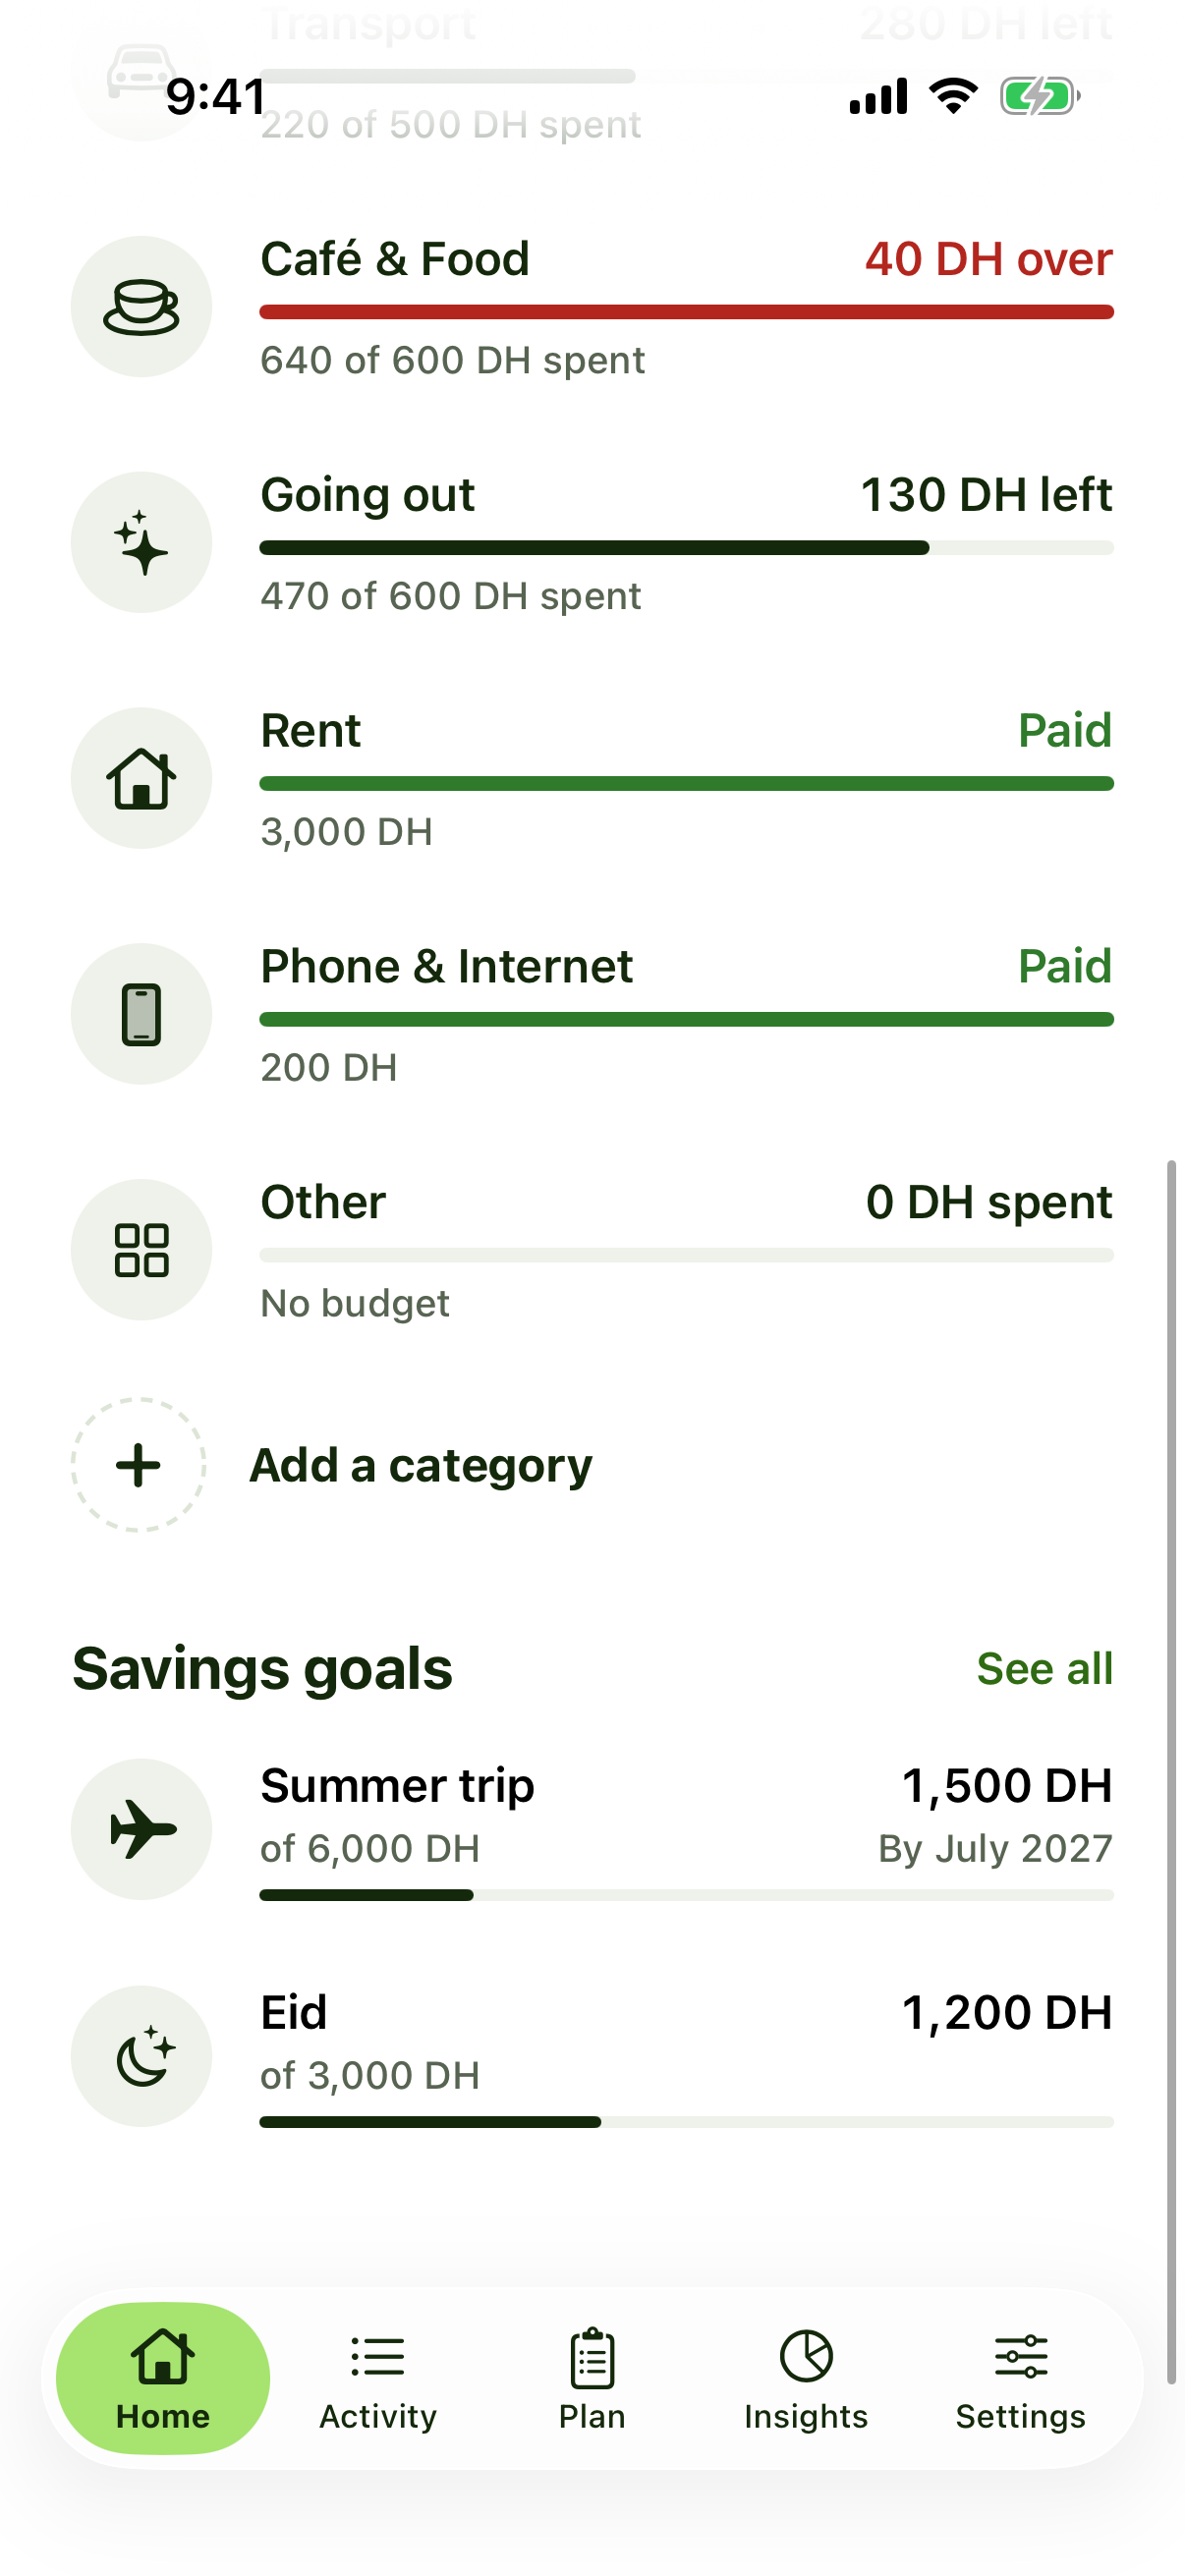 Transport 280 DH left
9:41
220 of 500 DH spent
Café & Food 40 DH over
640 of 600 DH spent
Going out 130 DH left
470 of 600 DH spent
Rent Paid
3,000 DH
Phone & Internet Paid
200 DH
Other 0 DH spent
No budget
Add a category
Savings goals See all
Summer trip 1,500 DH
of 6,000 DH By July 2027
Eid 1,200 DH
of 3,000 DH
Home Activity Plan Insights Settings